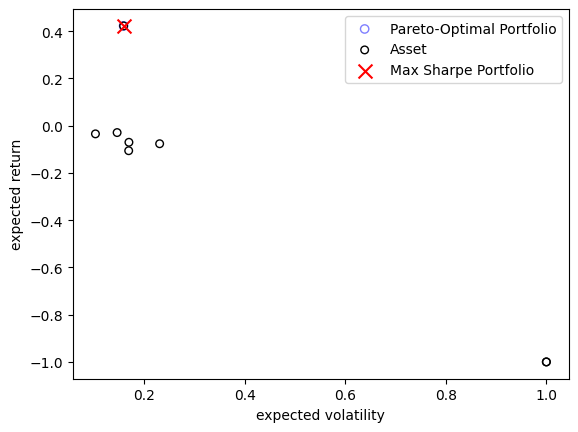 Pareto-Optimal Portfolio
Asset
Max Sharpe Portfolio
0.4
0.2
0.0
−0.2
−0.4
−0.6
−0.8
−1.0
expected return
0.2
0.4
0.6
0.8
1.0
expected volatility